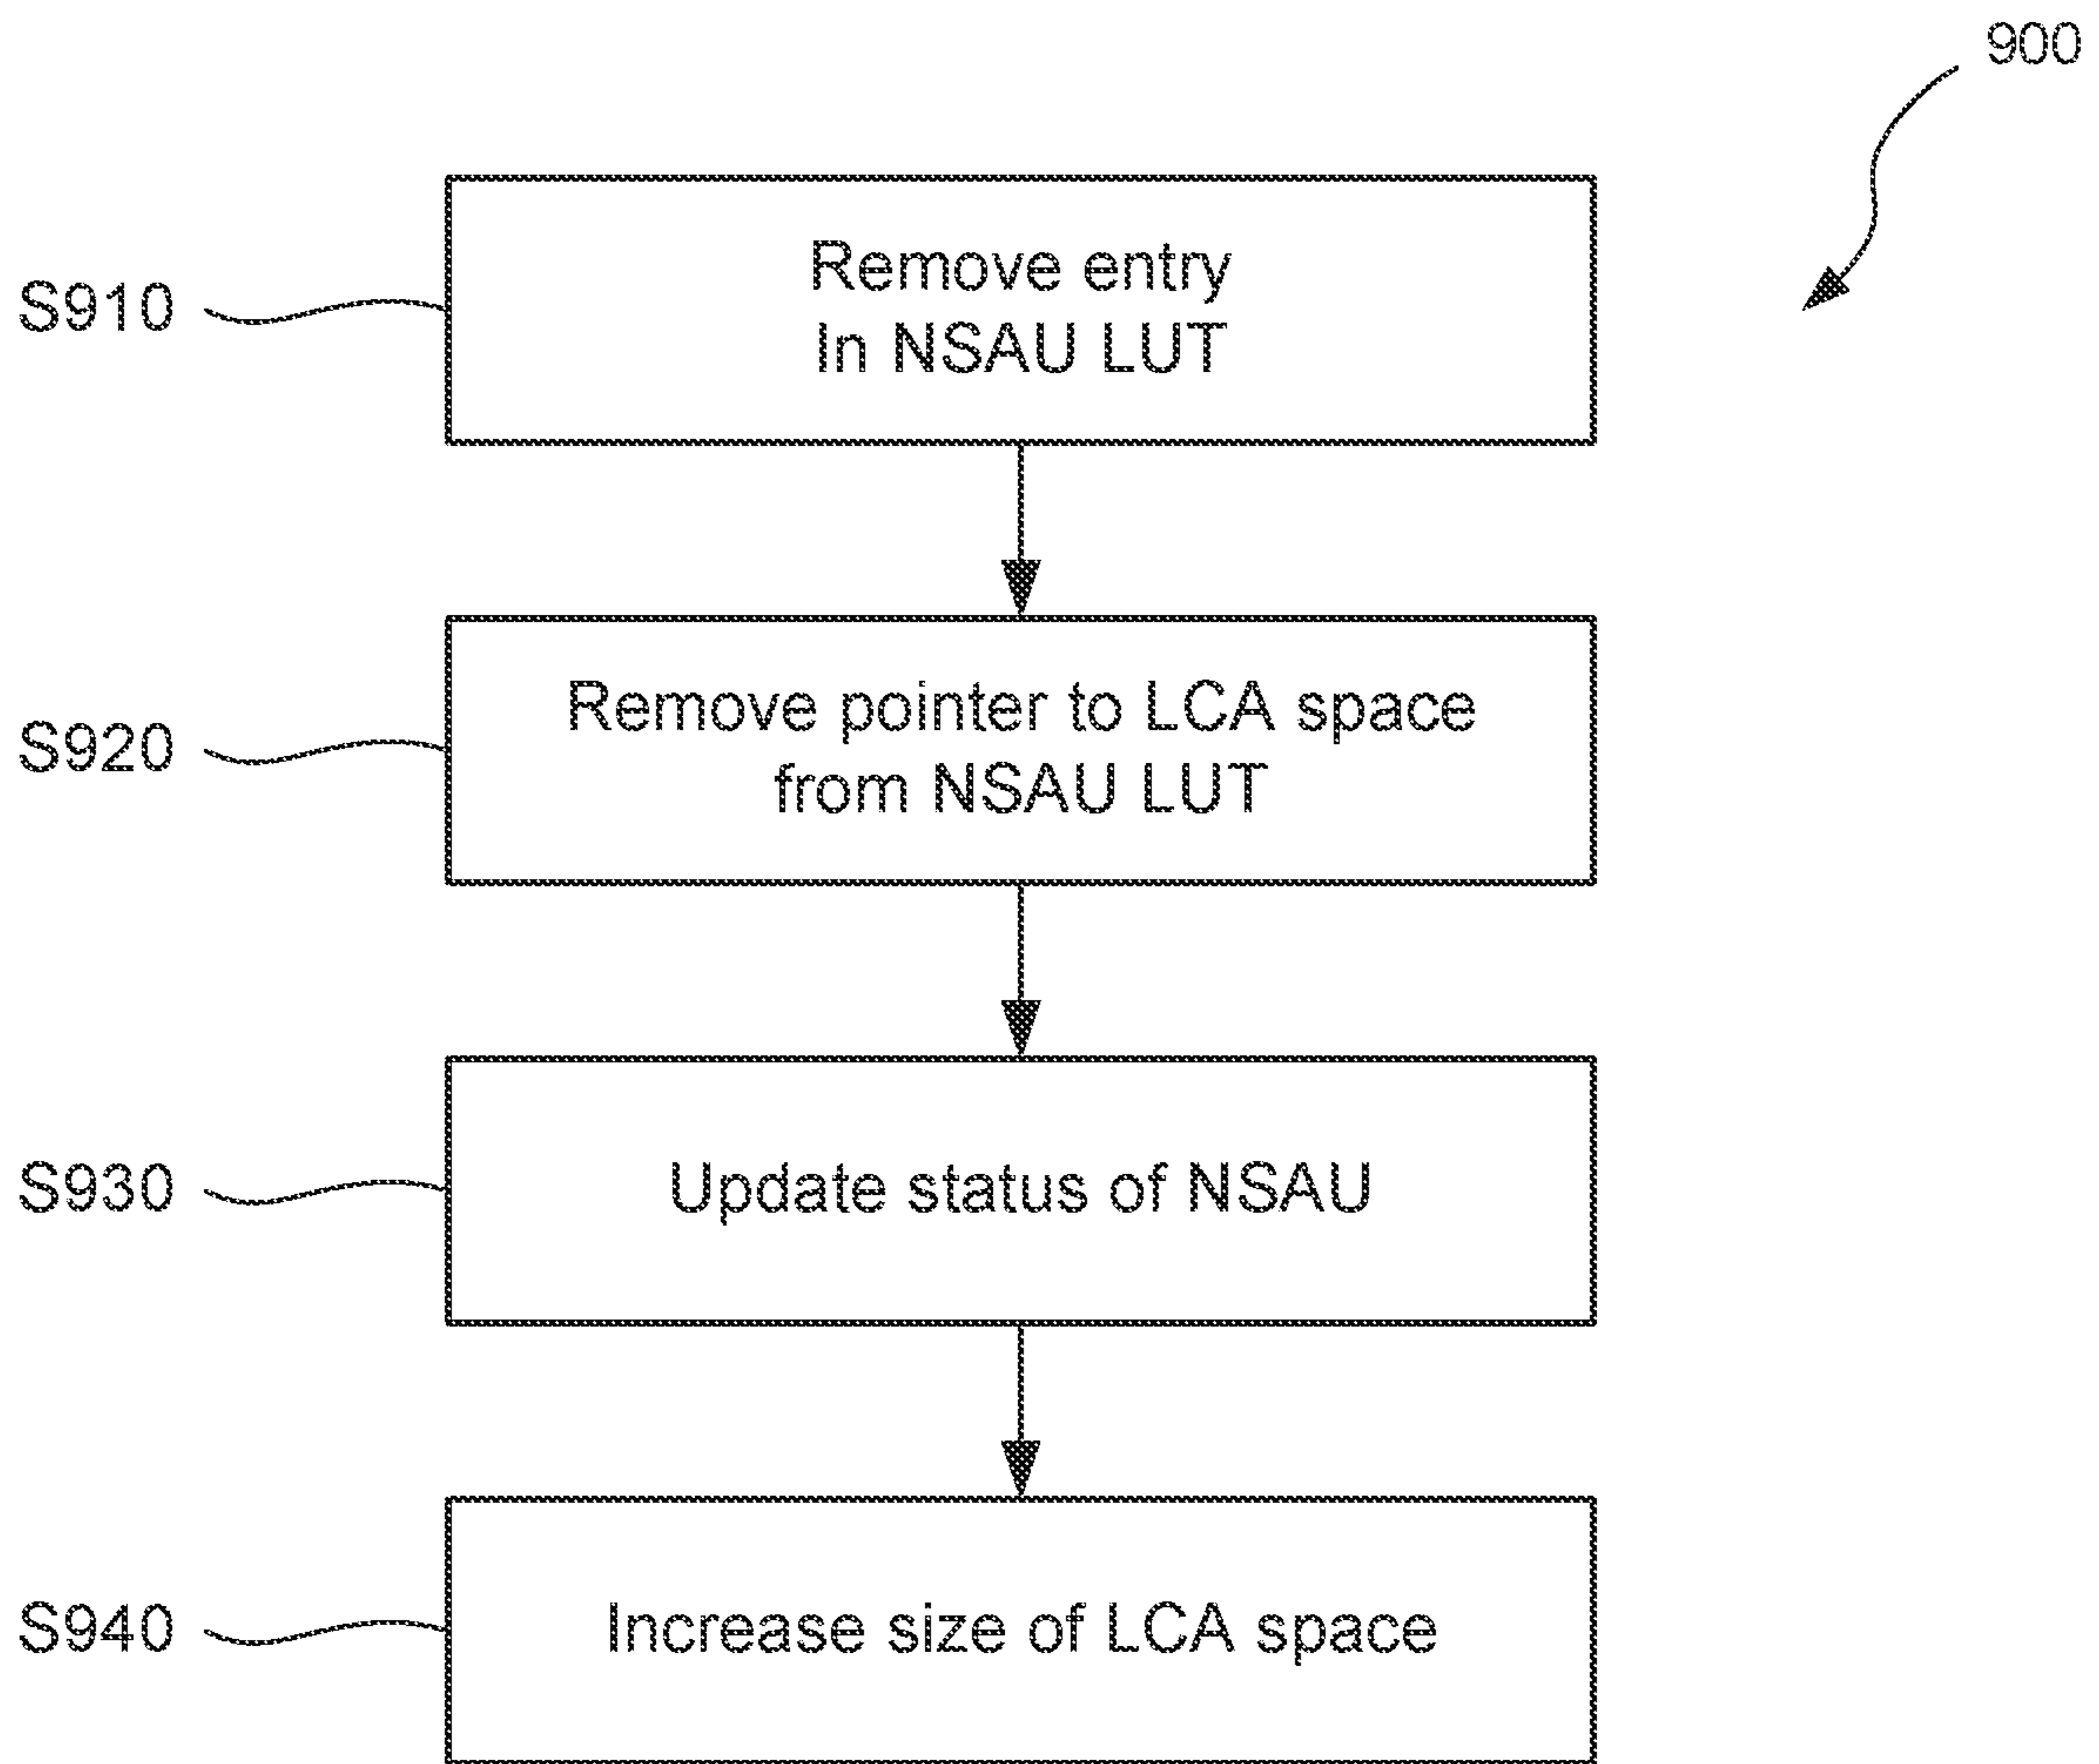 900
S910
Remove entry
In NSAU LUT
S920
Remove pointer to LCA space
from NSAU LUT
S930
Update status of NSAU
S940
Increase size of LCA space